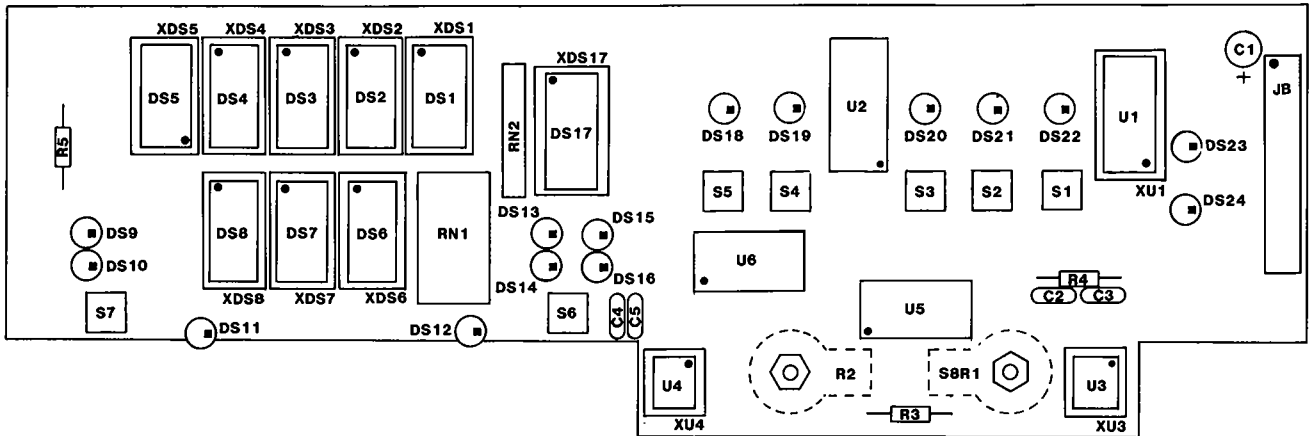 XDS5 XDS4 XDS3 XDS2 XDS1
XDS17
C1
+
JB
DS5 DS4 DS3 DS2 DS1
RN2
DS17
U2
U1
R5
DS18 DS19 DS20 DS21 DS22
DS23
XU1
S5 S4 S3 S2 S1
DS24
DS13 DS15
DS9
DS8 DS7 DS6 RN1
DS10
DS14 DS16
U6
R4
C2 C3
XDS8 XDS7 XDS6
S7
S6
C4 C5
U5
DS11
DS12
U4
R2
S8R1
U3
R3
XU4
XU3